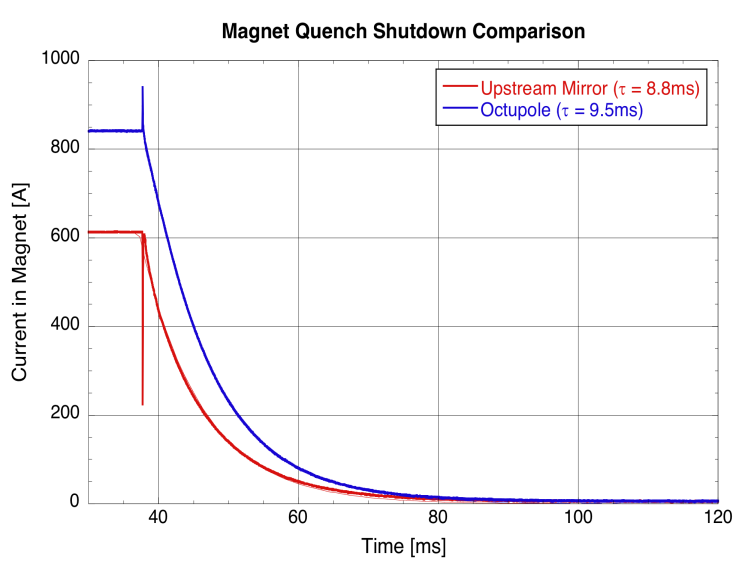 Magnet Quench Shutdown Comparison
1000
800
600
400
200
0
Current in Magnet [A]
Upstream Mirror (τ = 8.8ms)
Octupole (τ = 9.5ms)
40
60
80
100
120
Time [ms]